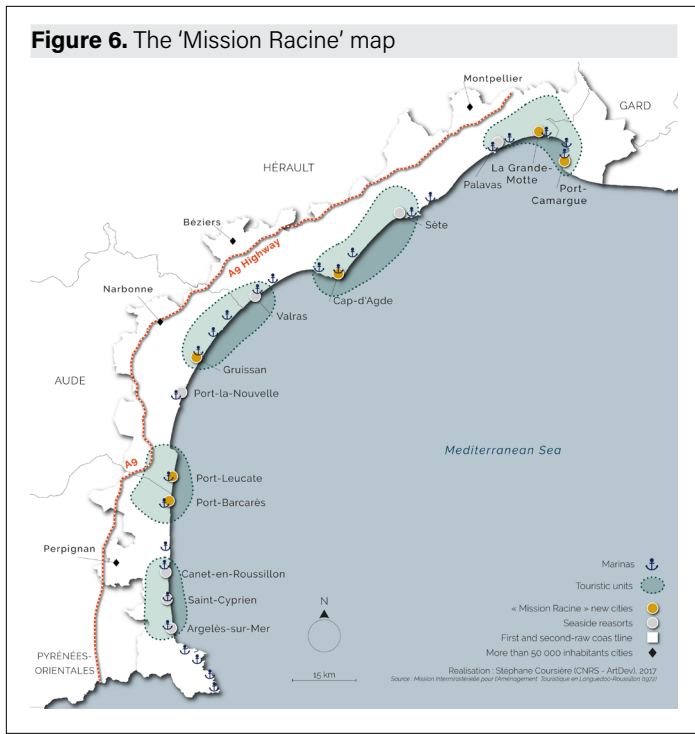 Figure 6. The 'Mission Racine' map
Montpellier
GARD
HÉRAULT
Palavas
La Grande-
Motte
Port-
Camargue
Sète
Béziers
A9 Highway
Cap-d'Agde
Narbonne
Valras
Gruissan
AUDE
Port-la-Nouvelle
Mediterranean Sea
A9
Port-Leucate
Port-Barcarès
Perpignan
Canet-en-Roussillon
Saint-Cyprien
Argelès-sur-Mer
PYRÉNÉES-
ORIENTALES
N
15 km
Marinas
Touristic units
« Mission Racine » new cities
Seaside reasorts
First and second-raw coas tline
More than 50 000 inhabitants cities
Realisation : Stéphane Coursière (CNRS - ArtDev), 2017
Source : Mission Interministérielle pour l'Aménagement Touristique en Languedoc-Roussillon (1972)